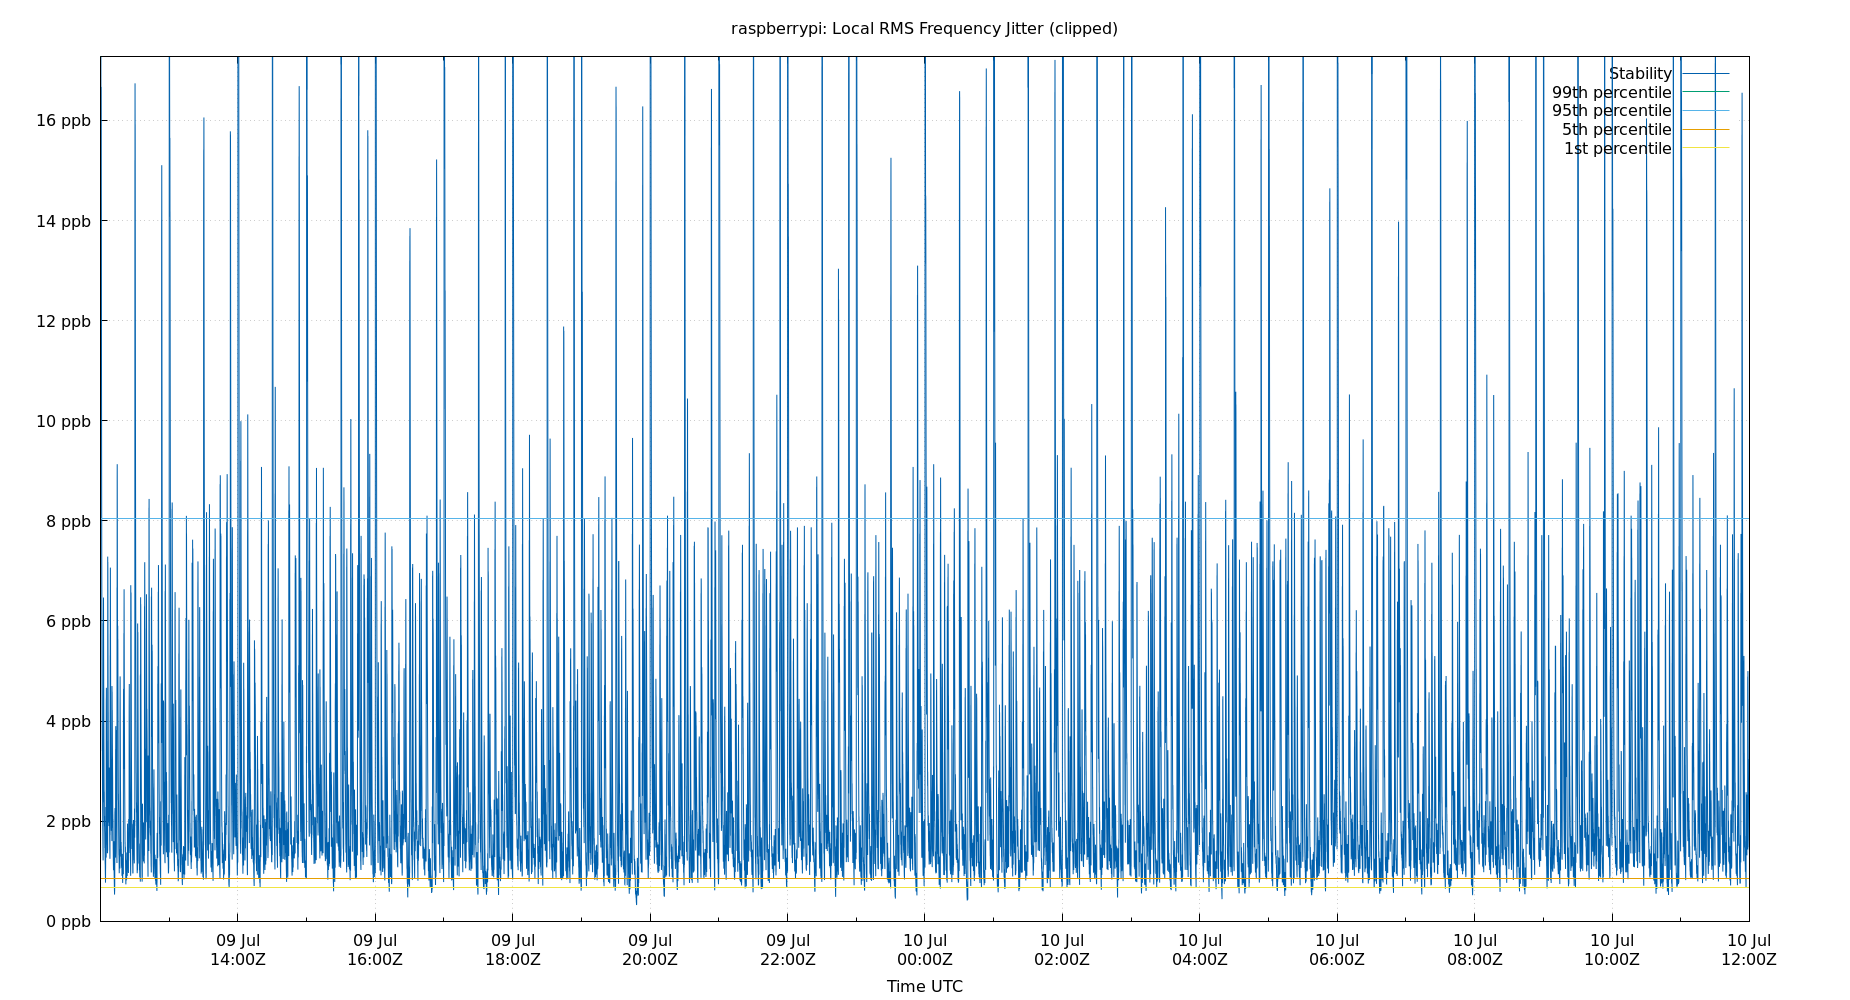 raspberrypi: Local RMS Frequency Jitter (clipped)
Stability
99th percentile
95th percentile
5th percentile
1st percentile
16 ppb
14 ppb
12 ppb
10 ppb
8 ppb
6 ppb
4 ppb
2 ppb
0 ppb
09 Jul 09 Jul 09 Jul 09 Jul 09 Jul 10 Jul 10 Jul 10 Jul 10 Jul 10 Jul 10 Jul 10 Jul
14:00Z 16:00Z 18:00Z 20:00Z 22:00Z 00:00Z 02:00Z 04:00Z 06:00Z 08:00Z 10:00Z 12:00Z
Time UTC